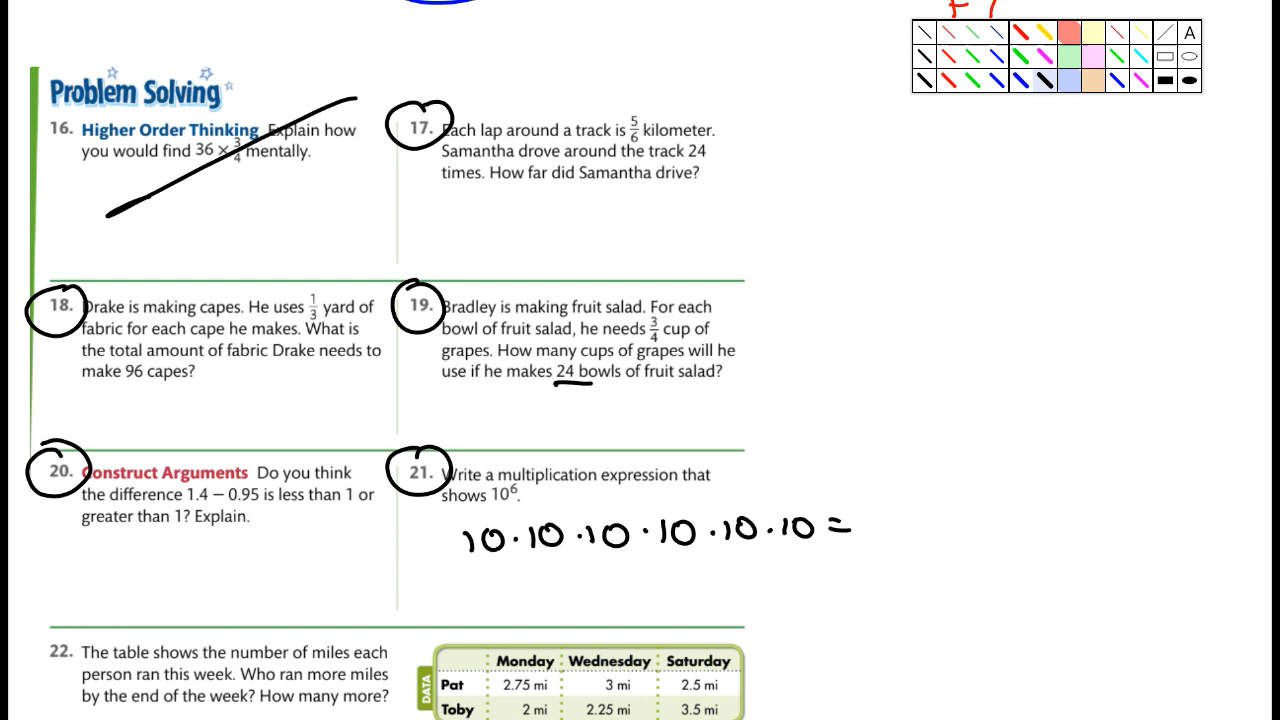 Problem Solving
16. Higher Order Thinking Explain how
you would find 36 × 3/4 mentally.
17. Each lap around a track is 5/6 kilometer.
Samantha drove around the track 24
times. How far did Samantha drive?
18. Drake is making capes. He uses 1/3 yard of
fabric for each cape he makes. What is
the total amount of fabric Drake needs to
make 96 capes?
19. Bradley is making fruit salad. For each
bowl of fruit salad, he needs 3/4 cup of
grapes. How many cups of grapes will he
use if he makes 24 bowls of fruit salad?
20. Construct Arguments Do you think
the difference 1.4 − 0.95 is less than 1 or
greater than 1? Explain.
21. Write a multiplication expression that
shows 10⁶.
10·10·10·10·10·10=
22. The table shows the number of miles each
person ran this week. Who ran more miles
by the end of the week? How many more?
DATA
Monday Wednesday Saturday
Pat 2.75 mi 3 mi 2.5 mi
Toby 2 mi 2.25 mi 3.5 mi
A